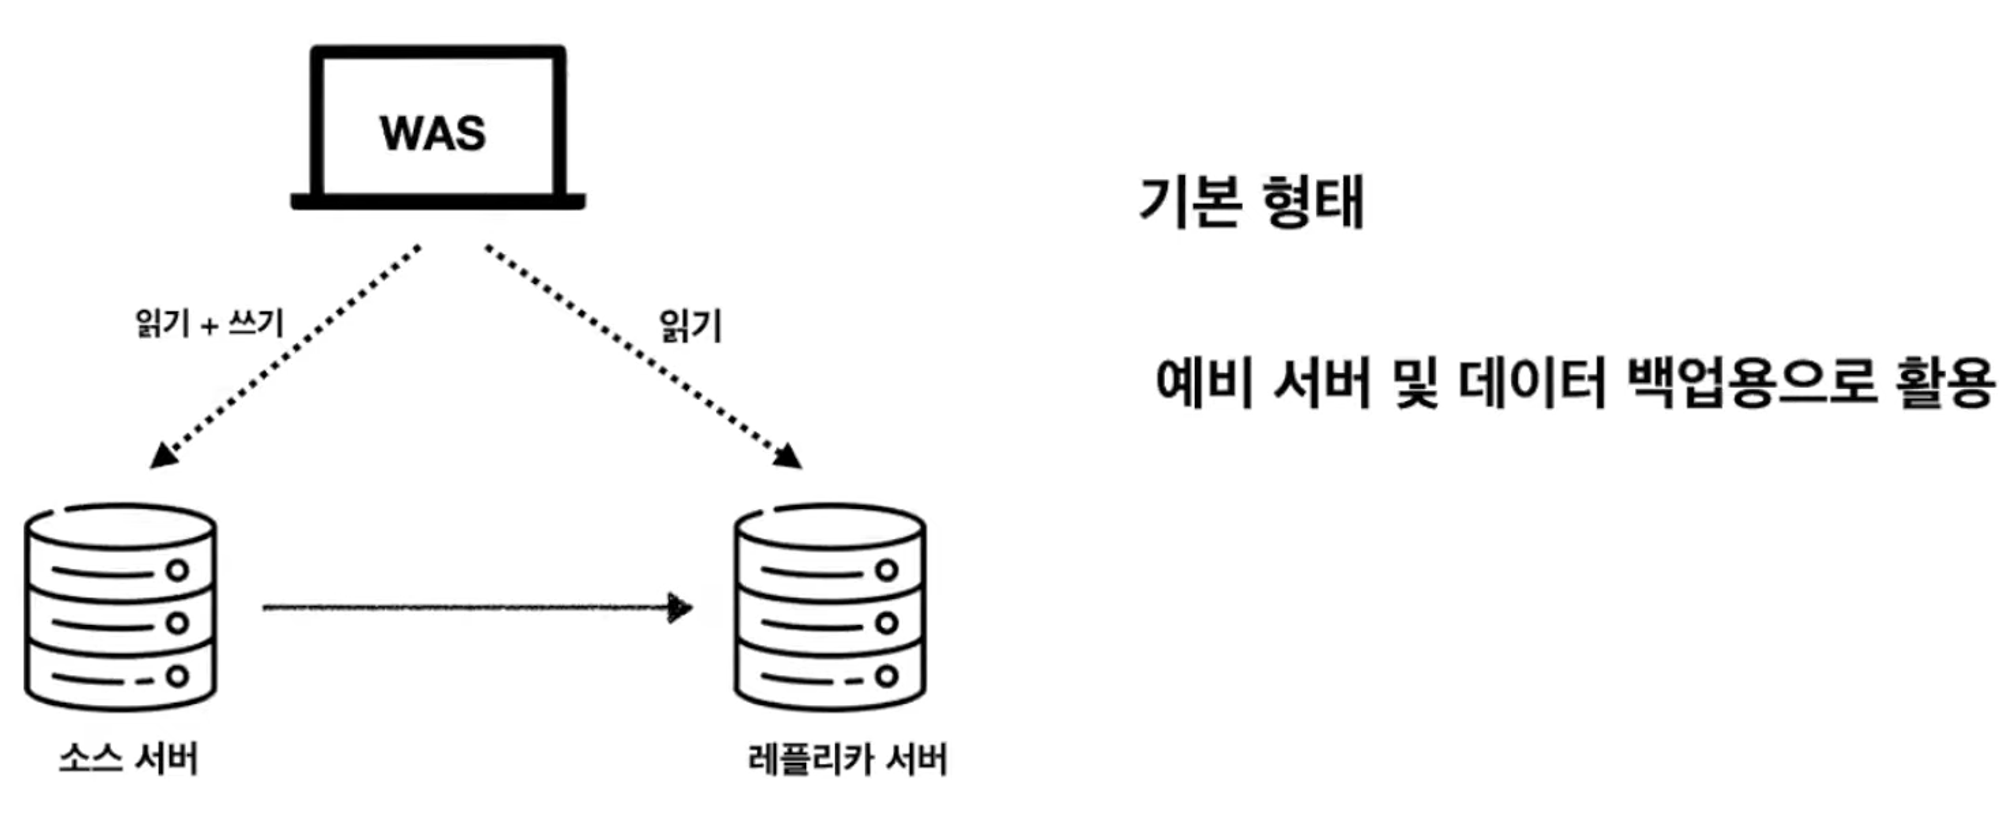 WAS
기본 형태
읽기 + 쓰기
읽기
예비 서버 및 데이터 백업용으로 활용
소스 서버
레플리카 서버